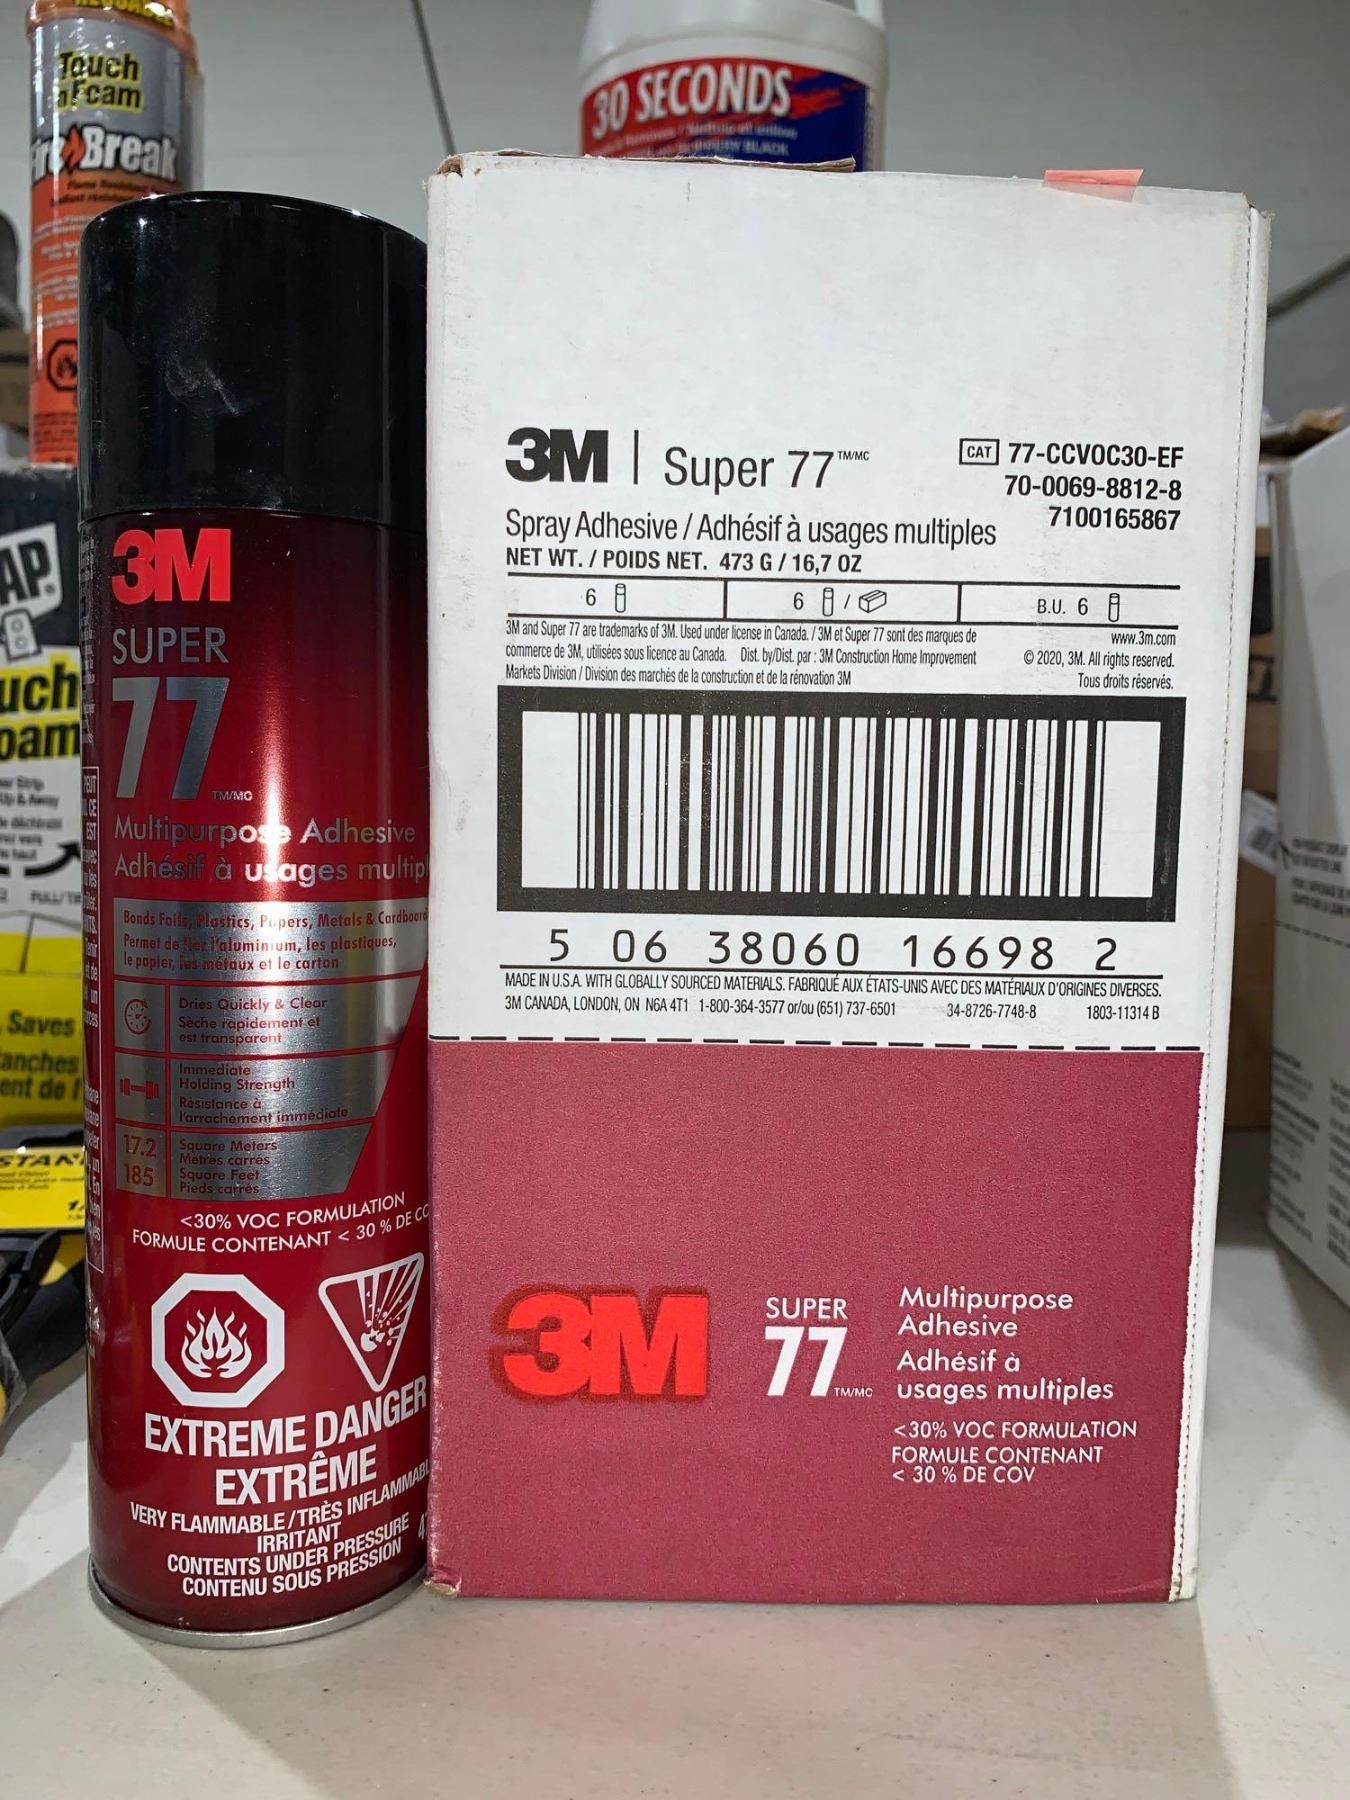 Touch
Foam
Break
30 SECONDS
3M
SUPER
77
TM/MC
Multipurpose Adhesive
Adhésif à usages
Bonds Foils, Plastics, Papers, Metals &
Permet de lier l'aluminium, les plastiques,
le papier, les métaux et le carton
Dries Quickly & Clear
Sèche rapidement et
est transparent
Immediate
Holding Strength
Résistance à
l'arrachement immédiate
17.2
185
Square Meters
Mètres carrés
Square Feet
Pieds carrés
<30% VOC FORMULATION
FORMULE CONTENANT < 30 % DE
EXTREME DANGER
EXTRÊME
VERY FLAMMABLE/TRÈS
IRRITANT
CONTENTS UNDER PRESSURE
CONTENU SOUS PRESSION
3M | Super 77 TM/MC
CAT 77-CCVOC30-EF
70-0069-8812-8
7100165867
Spray Adhesive / Adhésif à usages multiples
NET WT. / POIDS NET. 473 G / 16,7 OZ
6 6 / B.U. 6
3M and Super 77 are trademarks of 3M. Used under license in Canada. / 3M et Super 77 sont des marques de
commerce de 3M, utilisées sous licence au Canada. Dist. by/Dist. par : 3M Construction Home Improvement
Markets Division / Division des marchés de la construction et de la rénovation 3M
www.3m.com
© 2020, 3M. All rights reserved.
Tous droits réservés.
5 06 38060 16698 2
MADE IN U.S.A. WITH GLOBALLY SOURCED MATERIALS. FABRIQUÉ AUX ÉTATS-UNIS AVEC DES MATÉRIAUX D'ORIGINES DIVERSES.
3M CANADA, LONDON, ON N6A 4T1 1-800-364-3577 or/ou (651) 737-6501 34-8726-7748-8 1803-11314 B
3M
SUPER
77
TM/MC
Multipurpose
Adhesive
Adhésif à
usages multiples
<30% VOC FORMULATION
FORMULE CONTENANT
< 30 % DE COV
Saves